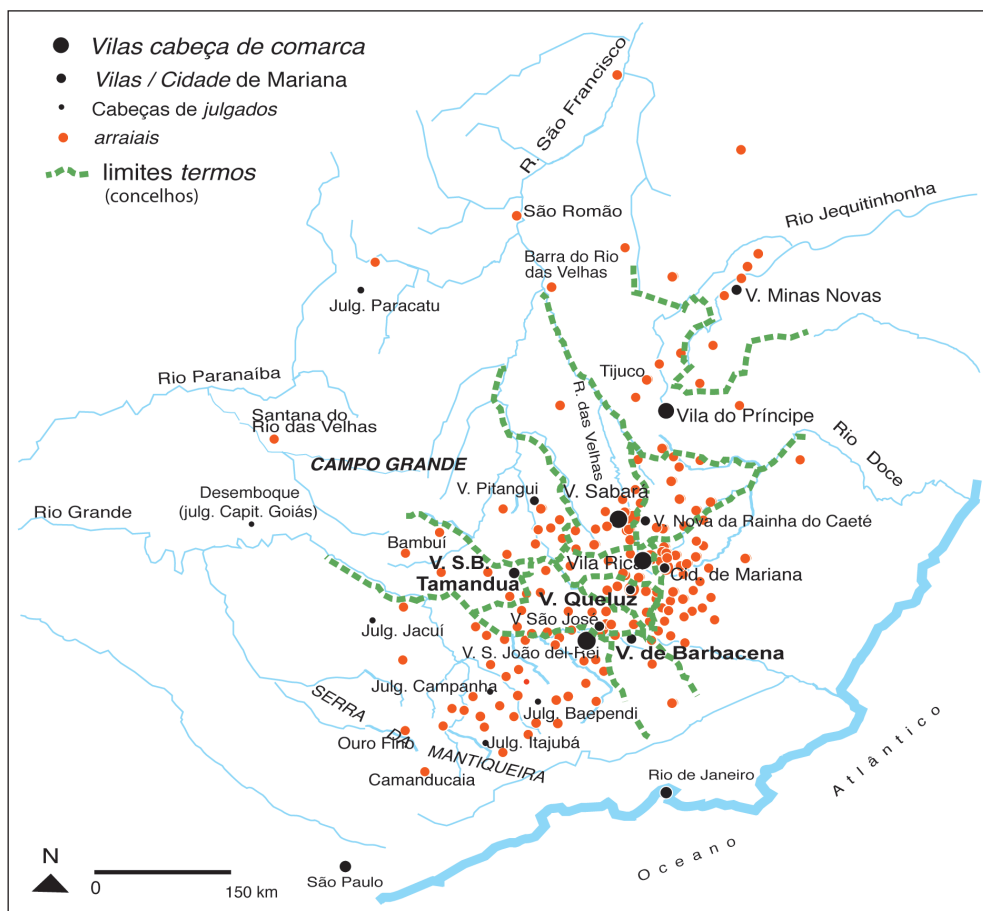 Vilas cabeça de comarca
Vilas / Cidade de Mariana
Cabeças de julgados
arraiais
limites termos
(concelhos)
R. São Francisco
São Romão
Rio Jequitinhonha
Barra do Rio
das Velhas
Julg. Paracatu
V. Minas Novas
Rio Paranaíba
Tijuco
Santana do
Rio das Velhas
R. das Velhas
Vila do Príncipe
CAMPO GRANDE
Rio Doce
V. Pitangui
V. Sabará
Desemboque
(julg. Capit. Goiás)
Rio Grande
V. Nova da Rainha do Caeté
Bambuí
Vila Rica
V. S.B.
Tamandua
Cid. de Mariana
V. Queluz
V São José
Julg. Jacuí
V. S. João del-Rei
V. de Barbacena
Julg. Campanha
SERRA DA MANTIQUEIRA
Julg. Baependi
Ouro Fino
Julg. Itajubá
Camanducaia
Rio de Janeiro
Oceano Atlântico
N
0
150 km
São Paulo